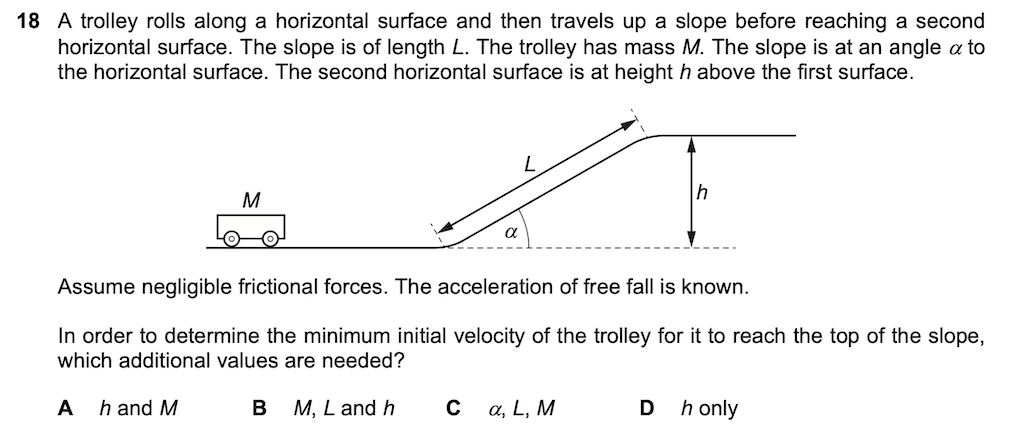 18 A trolley rolls along a horizontal surface and then travels up a slope before reaching a second
horizontal surface. The slope is of length L. The trolley has mass M. The slope is at an angle α to
the horizontal surface. The second horizontal surface is at height h above the first surface.
L
M
h
α
Assume negligible frictional forces. The acceleration of free fall is known.
In order to determine the minimum initial velocity of the trolley for it to reach the top of the slope,
which additional values are needed?
A h and M B M, L and h C α, L, M D h only